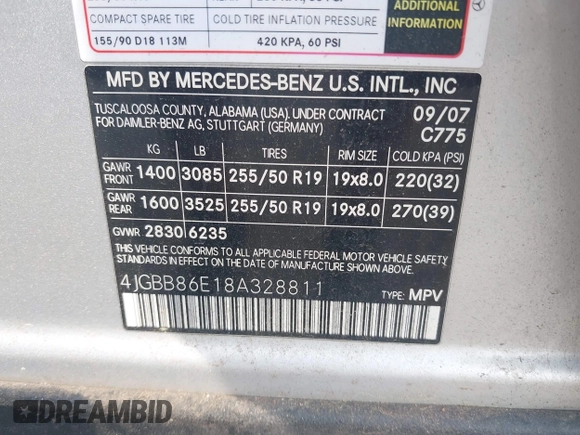 ADDITIONAL
INFORMATION
COMPACT SPARE TIRE COLD TIRE INFLATION PRESSURE
155/90 D18 113M 420 KPA, 60 PSI
MFD BY MERCEDES-BENZ U.S. INTL., INC
TUSCALOOSA COUNTY, ALABAMA (USA). UNDER CONTRACT 09/07
FOR DAIMLER-BENZ AG, STUTTGART (GERMANY) C775
KG LB TIRES RIM SIZE COLD KPA (PSI)
GAWR FRONT 1400 3085 255/50 R19 19x8.0 220(32)
GAWR REAR 1600 3525 255/50 R19 19x8.0 270(39)
GVWR 2830 6235
THIS VEHICLE CONFORMS TO ALL APPLICABLE FEDERAL MOTOR VEHICLE SAFETY
STANDARDS IN EFFECT ON THE DATE OF MANUFACTURE SHOWN ABOVE.
4JGBB86E18A328811 TYPE: MPV
DREAMBID